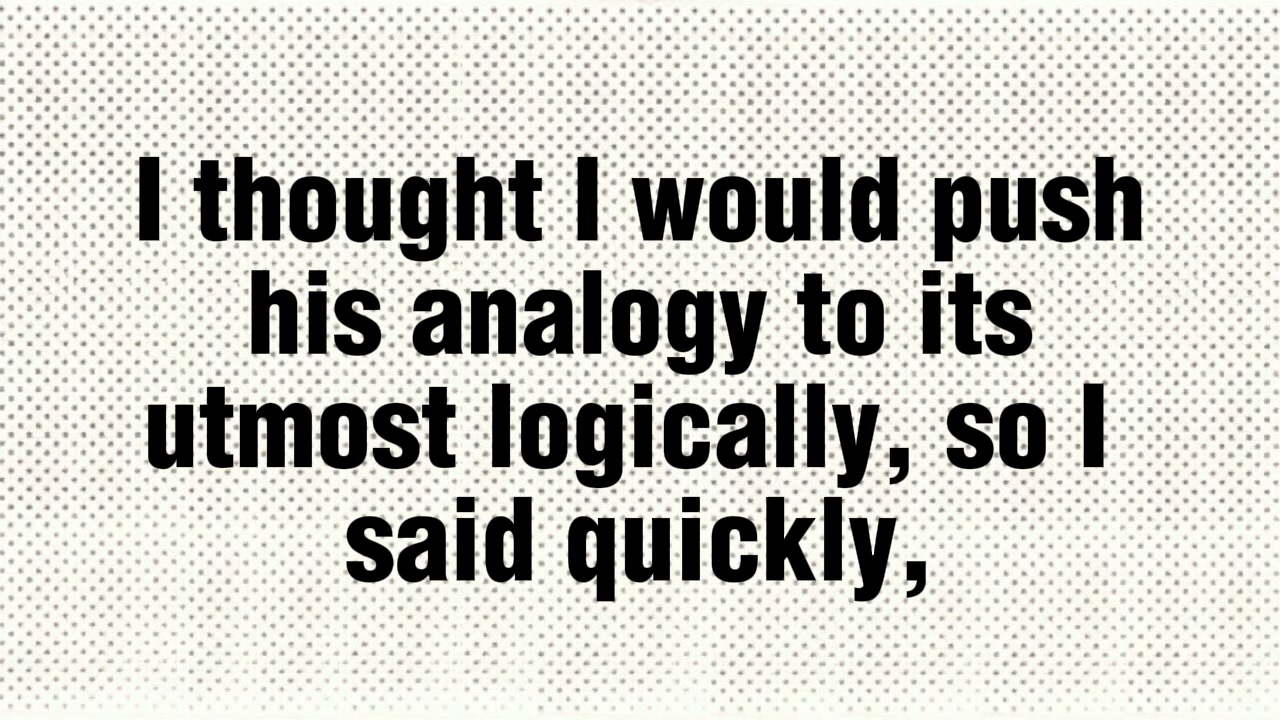 I thought I would push
his analogy to its
utmost logically, so I
said quickly,